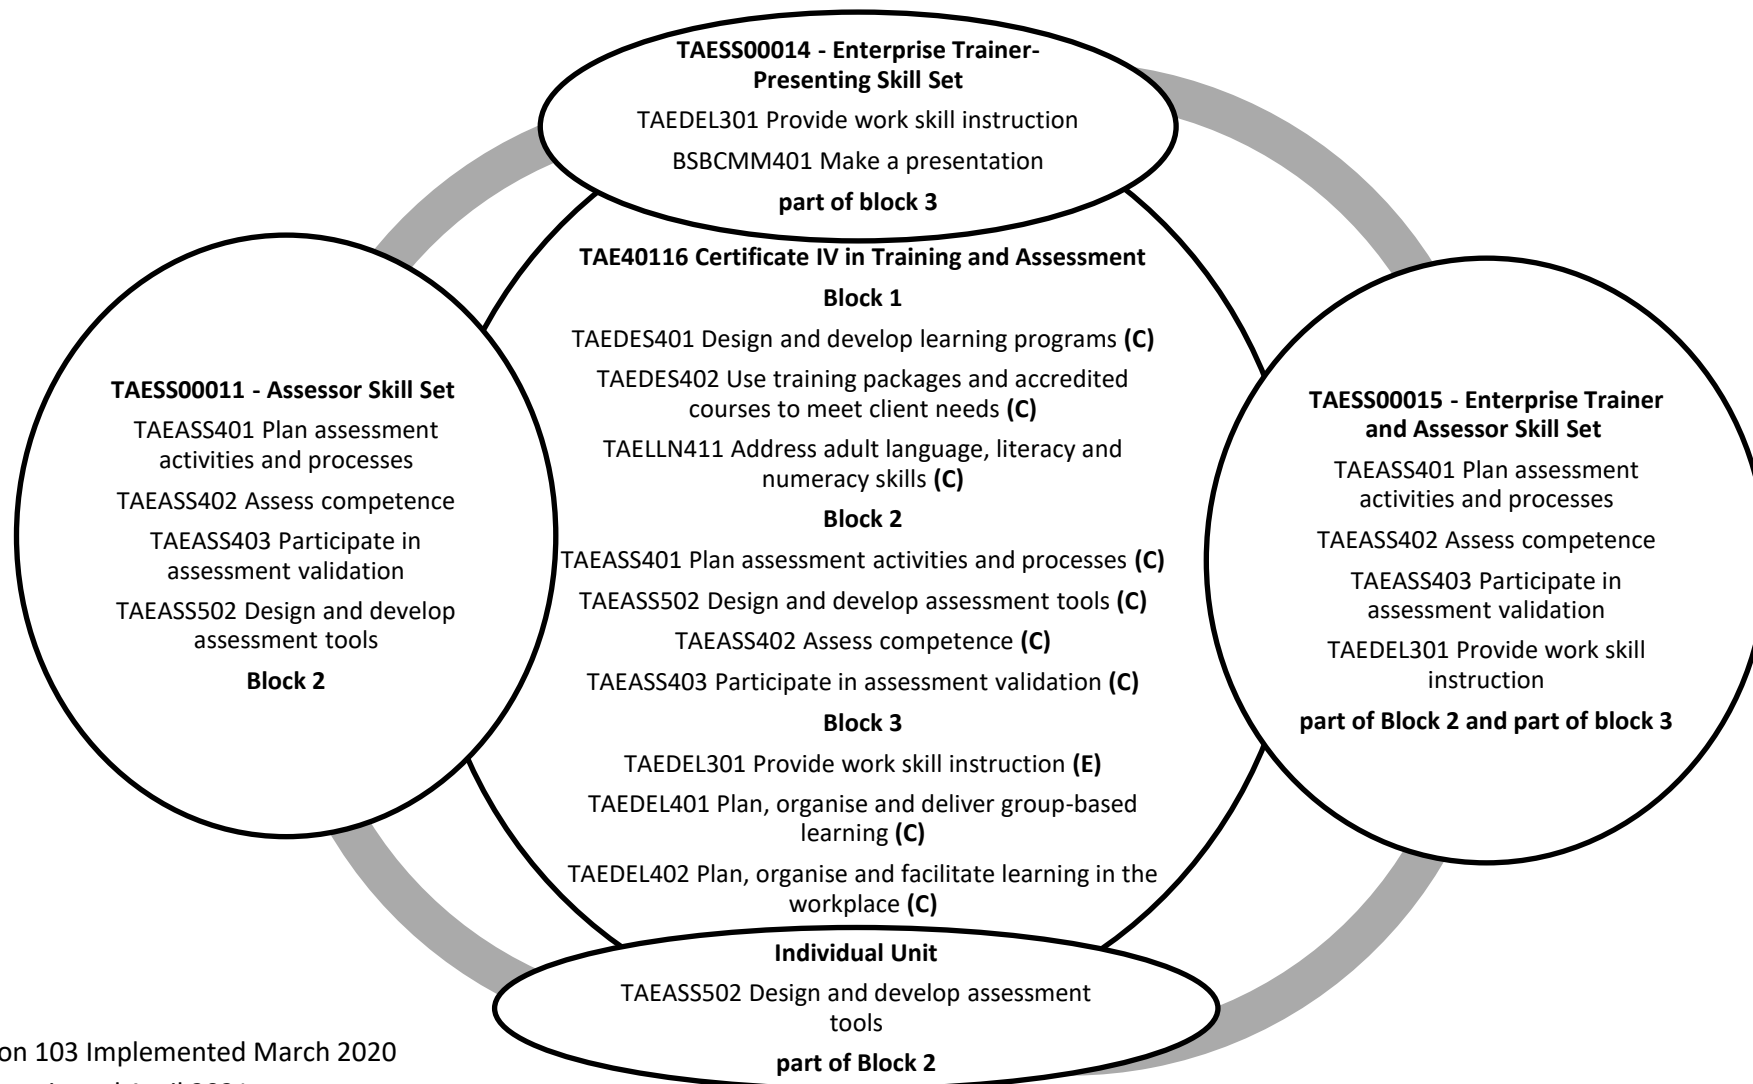 TAESS00014 - Enterprise Trainer-
Presenting Skill Set
TAEDEL301 Provide work skill instruction
BSBCMM401 Make a presentation
part of block 3
TAE40116 Certificate IV in Training and Assessment
Block 1
TAEDES401 Design and develop learning programs (C)
TAEDES402 Use training packages and accredited
courses to meet client needs (C)
TAELLN411 Address adult language, literacy and
numeracy skills (C)
Block 2
TAEASS401 Plan assessment activities and processes (C)
TAEASS502 Design and develop assessment tools (C)
TAEASS402 Assess competence (C)
TAEASS403 Participate in assessment validation (C)
Block 3
TAEDEL301 Provide work skill instruction (E)
TAEDEL401 Plan, organise and deliver group-based
learning (C)
TAEDEL402 Plan, organise and facilitate learning in the
workplace (C)
TAESS00011 - Assessor Skill Set
TAEASS401 Plan assessment
activities and processes
TAEASS402 Assess competence
TAEASS403 Participate in
assessment validation
TAEASS502 Design and develop
assessment tools
Block 2
TAESS00015 - Enterprise Trainer
and Assessor Skill Set
TAEASS401 Plan assessment
activities and processes
TAEASS402 Assess competence
TAEASS403 Participate in
assessment validation
TAEDEL301 Provide work skill
instruction
part of Block 2 and part of block 3
Individual Unit
TAEASS502 Design and develop assessment
tools
part of Block 2
on 103 Implemented March 2020